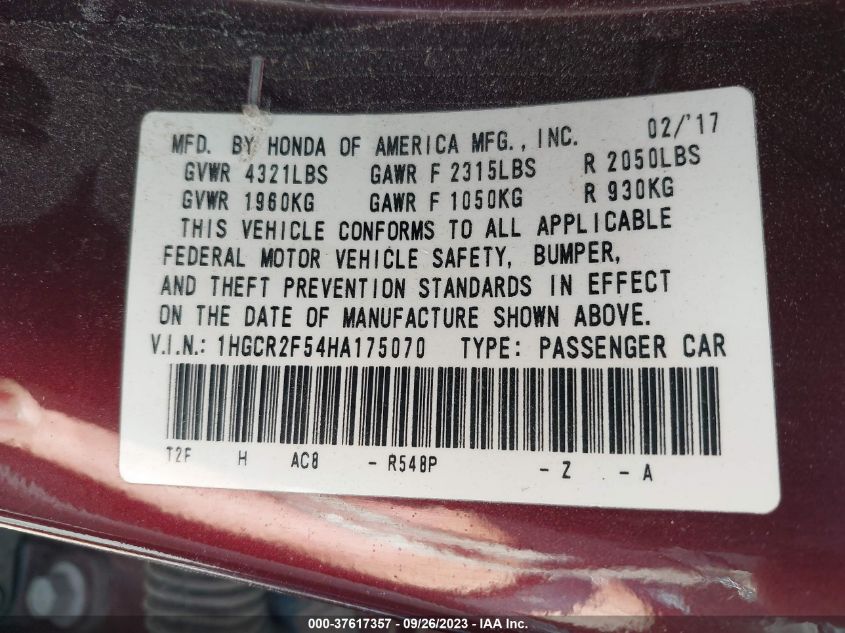 MFD. BY HONDA OF AMERICA MFG., INC. 02/'17
GVWR 4321LBS GAWR F 2315LBS R 2050LBS
GVWR 1960KG GAWR F 1050KG R 930KG
THIS VEHICLE CONFORMS TO ALL APPLICABLE
FEDERAL MOTOR VEHICLE SAFETY, BUMPER,
AND THEFT PREVENTION STANDARDS IN EFFECT
ON THE DATE OF MANUFACTURE SHOWN ABOVE.
V.I.N.: 1HGCR2F54HA175070 TYPE: PASSENGER CAR
T2F H AC8 - R548P - Z - A
000-37617357 - 09/26/2023 - IAA Inc.